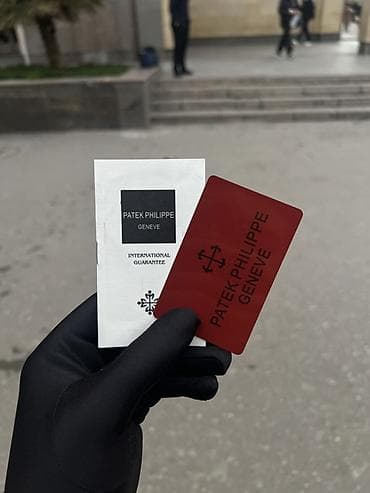 PATEK PHILIPPE
GENEVE
INTERNATIONAL
GUARANTEE
PATEK PHILIPPE
GENEVE